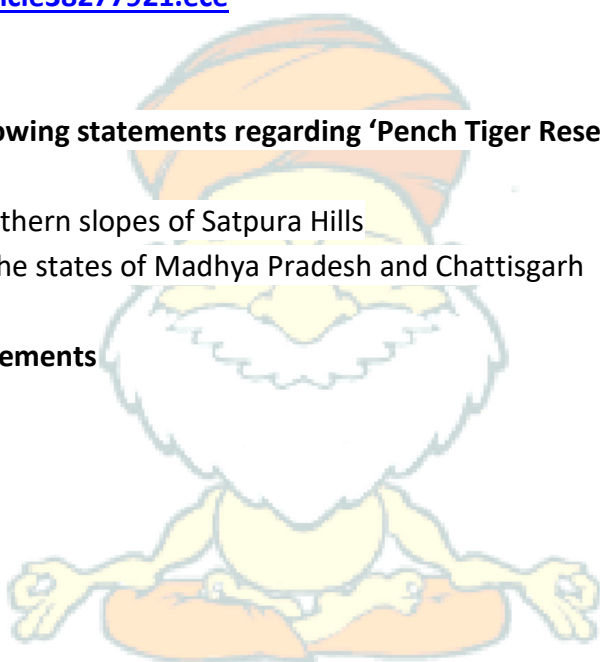 icle38277921.ece
owing statements regarding ‘Pench Tiger Rese
thern slopes of Satpura Hills
he states of Madhya Pradesh and Chattisgarh
ements